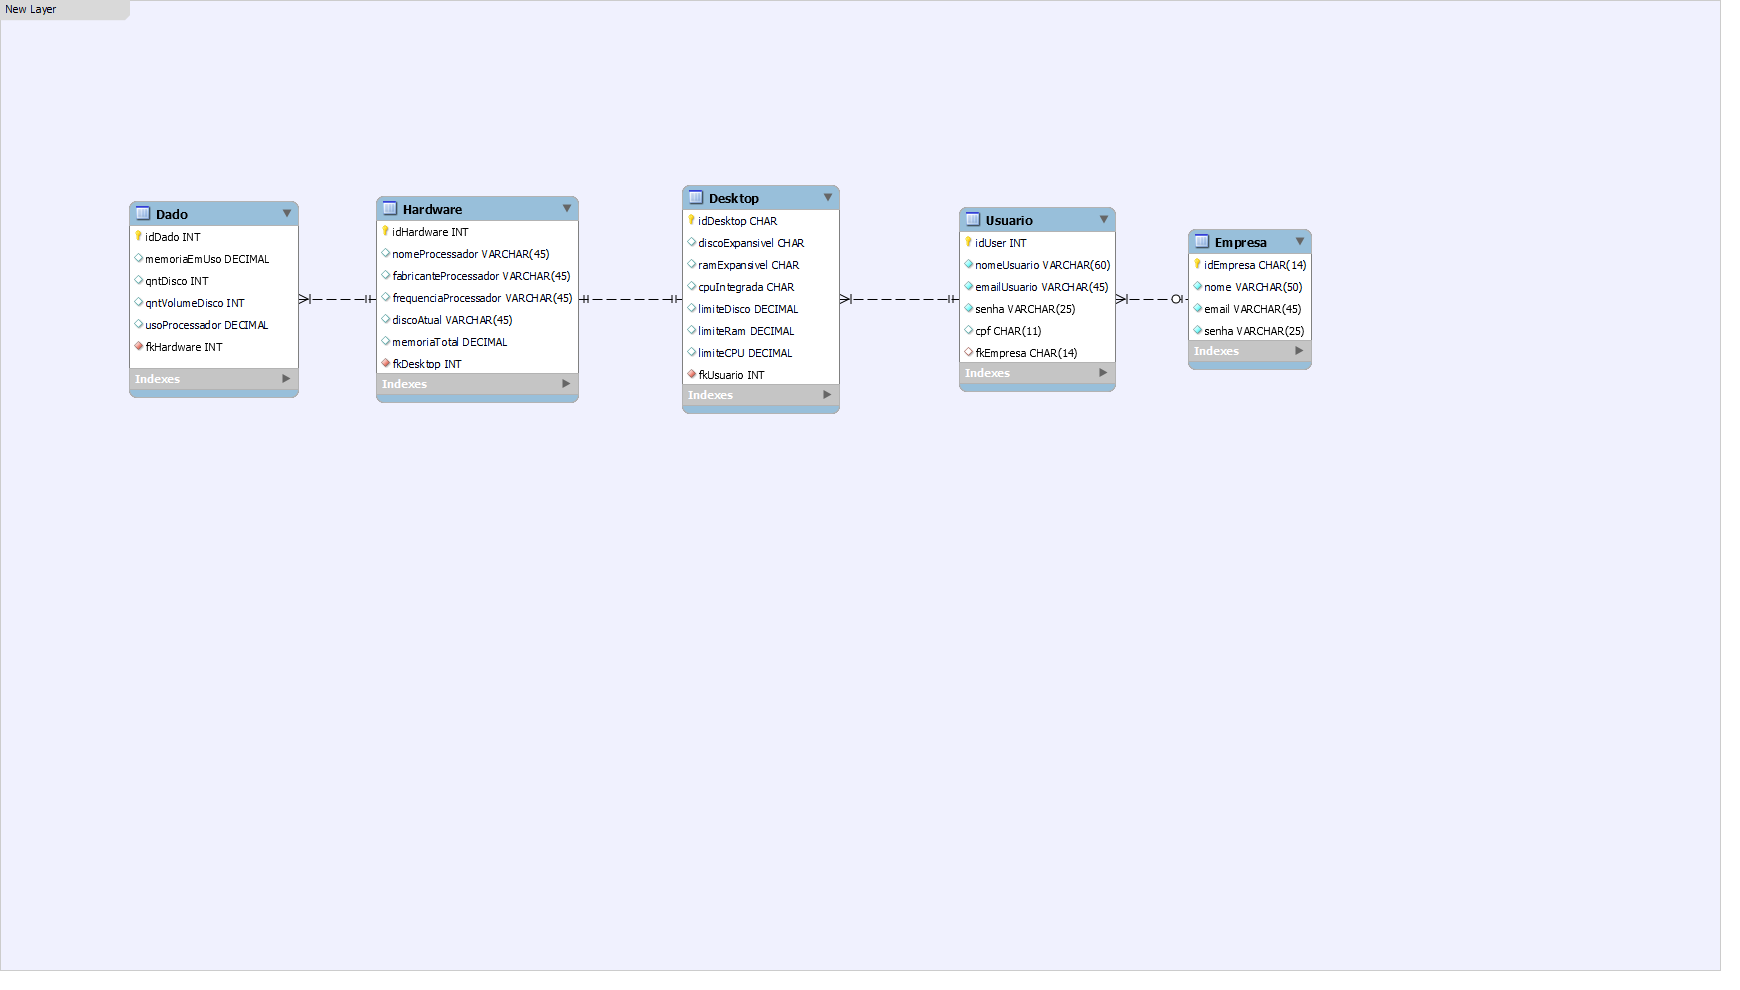 New Layer
Dado
idDado INT
memoriaEmUso DECIMAL
qntDisco INT
qntVolumeDisco INT
usoProcessador DECIMAL
fkHardware INT
Indexes
Hardware
idHardware INT
nomeProcessador VARCHAR(45)
fabricanteProcessador VARCHAR(45)
frequenciaProcessador VARCHAR(45)
discoAtual VARCHAR(45)
memoriaTotal DECIMAL
fkDesktop INT
Indexes
Desktop
idDesktop CHAR
discoExpansivel CHAR
ramExpansivel CHAR
cpuIntegrada CHAR
limiteDisco DECIMAL
limiteRam DECIMAL
limiteCPU DECIMAL
fkUsuario INT
Indexes
Usuario
idUser INT
nomeUsuario VARCHAR(60)
emailUsuario VARCHAR(45)
senha VARCHAR(25)
cpf CHAR(11)
fkEmpresa CHAR(14)
Indexes
Empresa
idEmpresa CHAR(14)
nome VARCHAR(50)
email VARCHAR(45)
senha VARCHAR(25)
Indexes